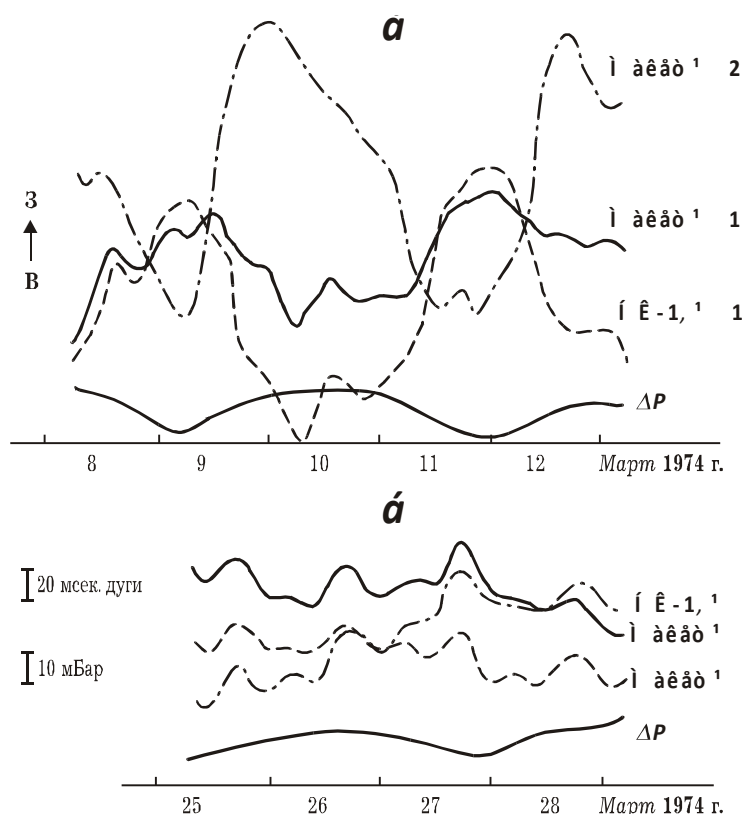 à
Ì àêåò ¹ 2
З
В
Ì àêåò ¹ 1
Í Ê-1, ¹ 1
ΔP
8 9 10 11 12 Март 1974 г.
á
20 мсек. дуги
Í Ê-1, ¹
Ì àêåò ¹
10 мБар
Ì àêåò ¹
ΔP
25 26 27 28 Март 1974 г.